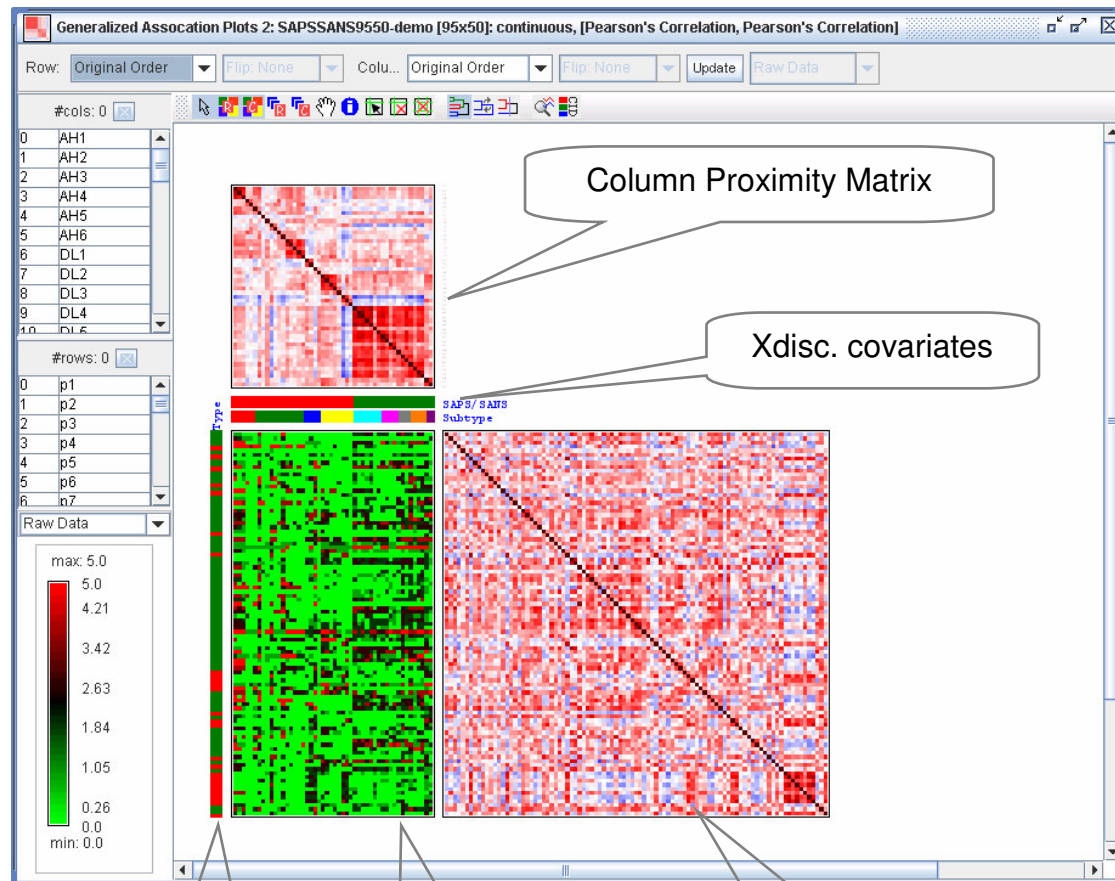 Generalized Assocation Plots 2: SAPSSANS9550-demo [95x50]: continuous, [Pearson's Correlation, Pearson's Correlation]
Row: Original Order Flip: None Colu... Original Order Flip: None Update Raw Data
#cols: 0
0 AH1
1 AH2
2 AH3
3 AH4
4 AH5
5 AH6
6 DL1
7 DL2
8 DL3
9 DL4
10 DL5
Column Proximity Matrix
Xdisc. covariates
#rows: 0
0 p1
1 p2
2 p3
3 p4
4 p5
5 p6
6 p7
Type
SAPS/SANS
Subtype
Raw Data
max: 5.0
5.0
4.21
3.42
2.63
1.84
1.05
0.26
0.0
min: 0.0
R C R C